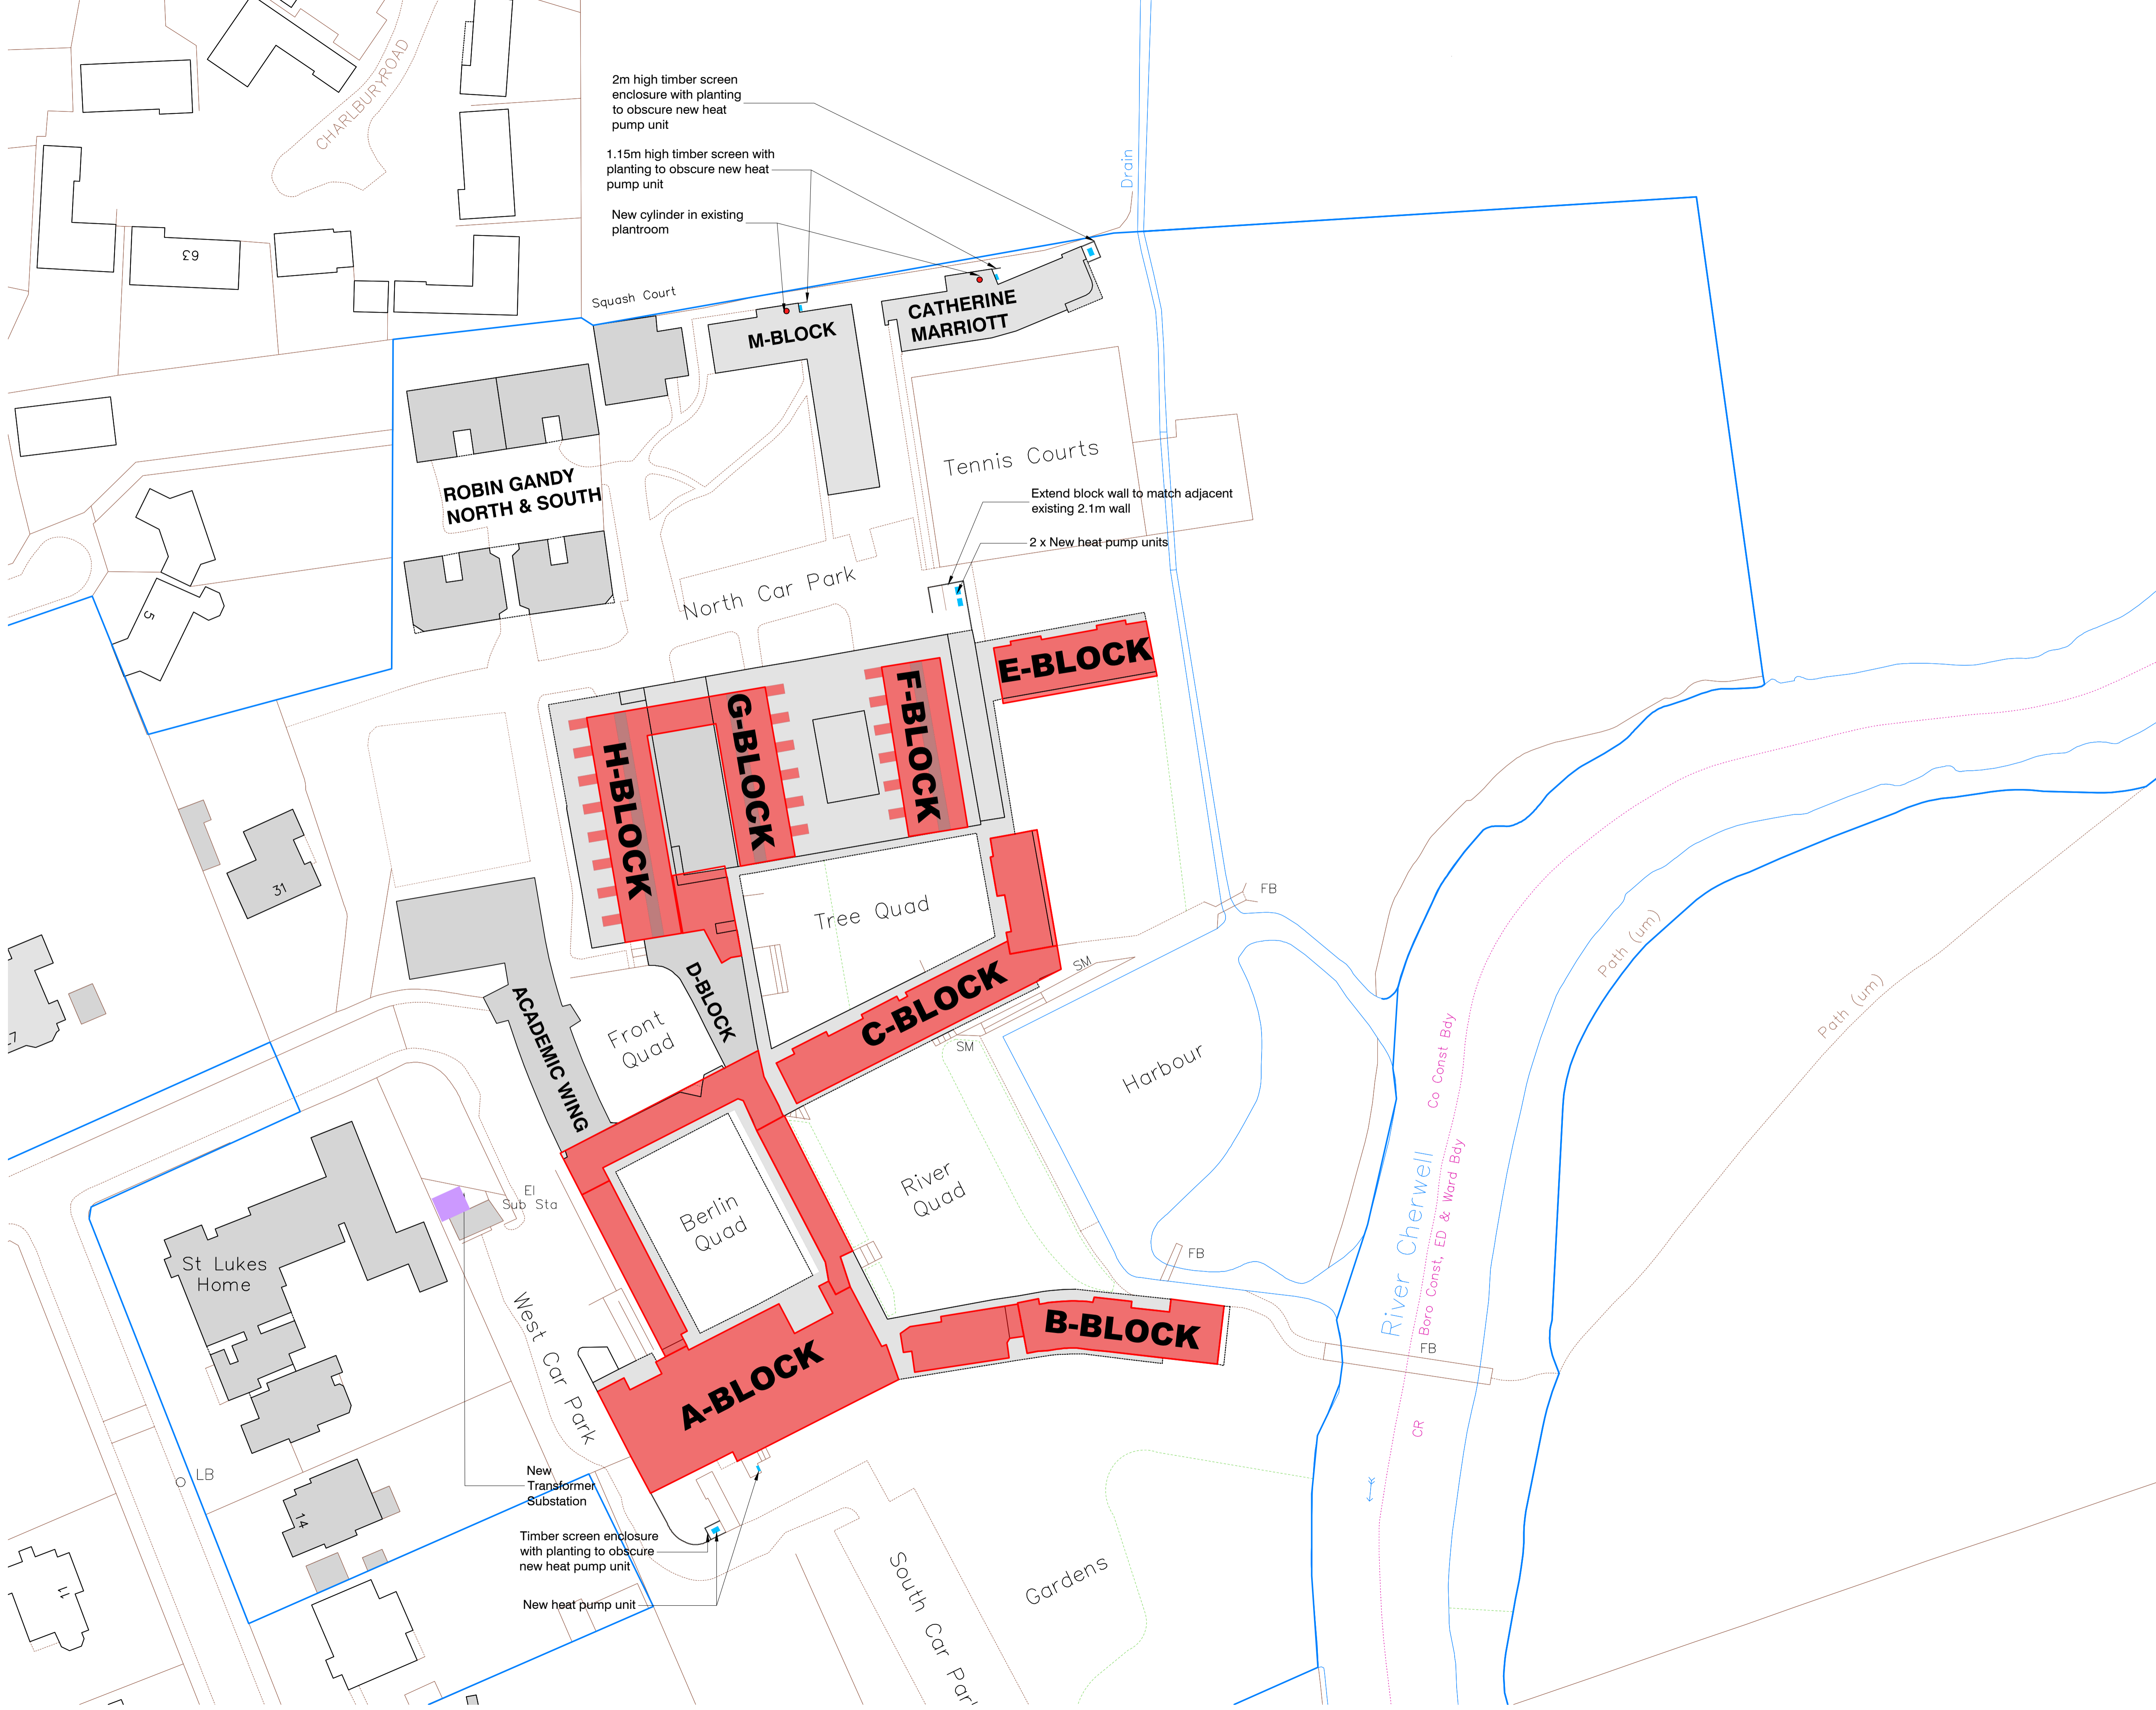 CHARLBURY ROAD
2m high timber screen
enclosure with planting
to obscure new heat
pump unit
1.15m high timber screen with
planting to obscure new heat
pump unit
New cylinder in existing
plantroom
Drain
63
Squash Court
M-BLOCK
CATHERINE
MARRIOTT
Tennis Courts
ROBIN GANDY
NORTH & SOUTH
Extend block wall to match adjacent
existing 2.1m wall
2 x New heat pump units
North Car Park
5
E-BLOCK
H-BLOCK
G-BLOCK
F-BLOCK
31
FB
Tree Quad
Path (um)
Path (um)
27
SM
D-BLOCK
C-BLOCK
ACADEMIC WING
Front
Quad
SM
Harbour
Co Const Bdy
Boro Const, ED & Ward Bdy
River Cherwell
El
Sub Sta
Berlin
Quad
River
Quad
FB
St Lukes
Home
West Car Park
B-BLOCK
FB
A-BLOCK
CR
LB
New
Transformer
Substation
14
Timber screen enclosure
with planting to obscure
new heat pump unit
11
Gardens
South Car Park
New heat pump unit